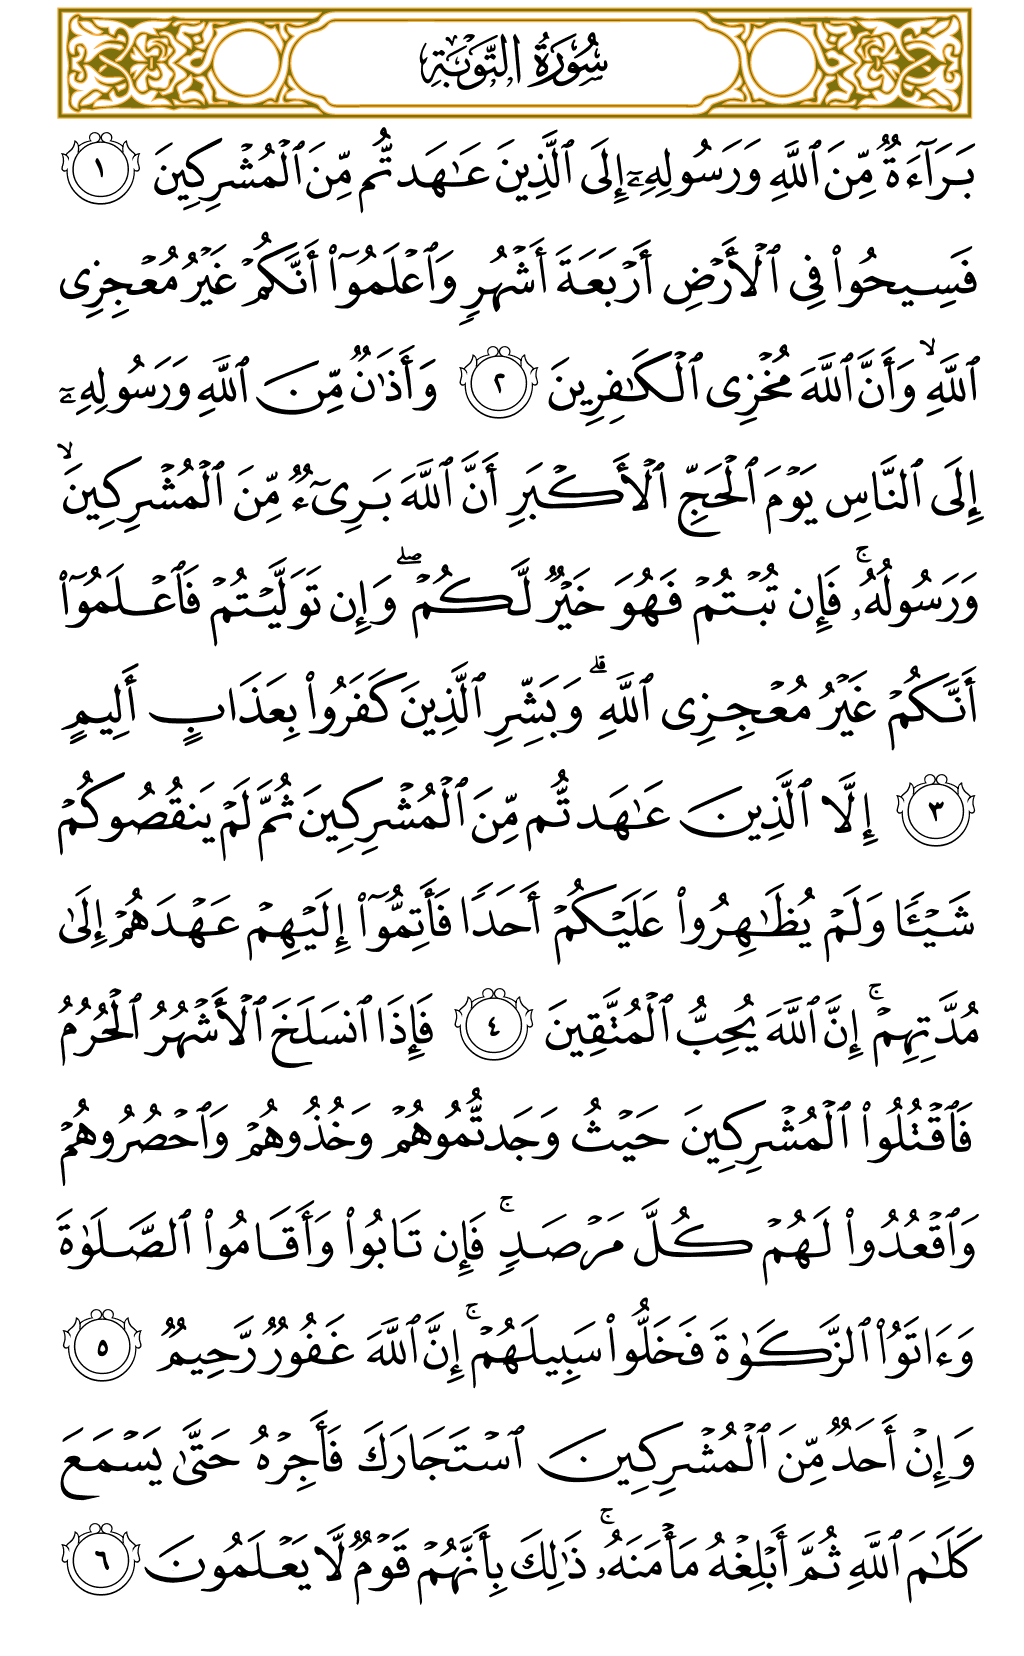 سُورَةُ التَّوۡبَةِ
بَرَآءَةٞ مِّنَ ٱللَّهِ وَرَسُولِهِۦٓ إِلَى ٱلَّذِينَ عَٰهَدتُّم مِّنَ ٱلۡمُشۡرِكِينَ ١
فَسِيحُواْ فِي ٱلۡأَرۡضِ أَرۡبَعَةَ أَشۡهُرٖ وَٱعۡلَمُوٓاْ أَنَّكُمۡ غَيۡرُ مُعۡجِزِي
ٱللَّهِۙ وَأَنَّ ٱللَّهَ مُخۡزِي ٱلۡكَٰفِرِينَ ٢ وَأَذَٰنٞ مِّنَ ٱللَّهِ وَرَسُولِهِۦٓ
إِلَى ٱلنَّاسِ يَوۡمَ ٱلۡحَجِّ ٱلۡأَكۡبَرِ أَنَّ ٱللَّهَ بَرِيٓءٞ مِّنَ ٱلۡمُشۡرِكِينَۙ
وَرَسُولُهُۥۚ فَإِن تُبۡتُمۡ فَهُوَ خَيۡرٞ لَّكُمۡۖ وَإِن تَوَلَّيۡتُمۡ فَٱعۡلَمُوٓاْ
أَنَّكُمۡ غَيۡرُ مُعۡجِزِي ٱللَّهِۗ وَبَشِّرِ ٱلَّذِينَ كَفَرُواْ بِعَذَابٍ أَلِيمٍ
٣ إِلَّا ٱلَّذِينَ عَٰهَدتُّم مِّنَ ٱلۡمُشۡرِكِينَ ثُمَّ لَمۡ يَنقُصُوكُمۡ
شَيۡـٔٗا وَلَمۡ يُظَٰهِرُواْ عَلَيۡكُمۡ أَحَدٗا فَأَتِمُّوٓاْ إِلَيۡهِمۡ عَهۡدَهُمۡ إِلَىٰ
مُدَّتِهِمۡۚ إِنَّ ٱللَّهَ يُحِبُّ ٱلۡمُتَّقِينَ ٤ فَإِذَا ٱنسَلَخَ ٱلۡأَشۡهُرُ ٱلۡحُرُمُ
فَٱقۡتُلُواْ ٱلۡمُشۡرِكِينَ حَيۡثُ وَجَدتُّمُوهُمۡ وَخُذُوهُمۡ وَٱحۡصُرُوهُمۡ
وَٱقۡعُدُواْ لَهُمۡ كُلَّ مَرۡصَدٖۚ فَإِن تَابُواْ وَأَقَامُواْ ٱلصَّلَوٰةَ
وَءَاتَوُاْ ٱلزَّكَوٰةَ فَخَلُّواْ سَبِيلَهُمۡۚ إِنَّ ٱللَّهَ غَفُورٞ رَّحِيمٞ ٥
وَإِنۡ أَحَدٞ مِّنَ ٱلۡمُشۡرِكِينَ ٱسۡتَجَارَكَ فَأَجِرۡهُ حَتَّىٰ يَسۡمَعَ
كَلَٰمَ ٱللَّهِ ثُمَّ أَبۡلِغۡهُ مَأۡمَنَهُۥۚ ذَٰلِكَ بِأَنَّهُمۡ قَوۡمٞ لَّا يَعۡلَمُونَ ٦